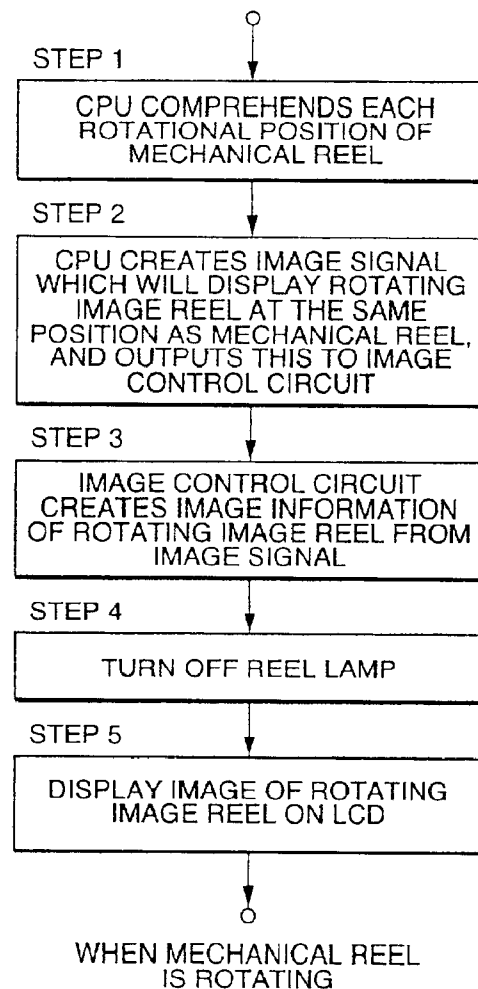 STEP 1
CPU COMPREHENDS EACH
ROTATIONAL POSITION OF
MECHANICAL REEL
STEP 2
CPU CREATES IMAGE SIGNAL
WHICH WILL DISPLAY ROTATING
IMAGE REEL AT THE SAME
POSITION AS MECHANICAL REEL,
AND OUTPUTS THIS TO IMAGE
CONTROL CIRCUIT
STEP 3
IMAGE CONTROL CIRCUIT
CREATES IMAGE INFORMATION
OF ROTATING IMAGE REEL FROM
IMAGE SIGNAL
STEP 4
TURN OFF REEL LAMP
STEP 5
DISPLAY IMAGE OF ROTATING
IMAGE REEL ON LCD
WHEN MECHANICAL REEL
IS ROTATING